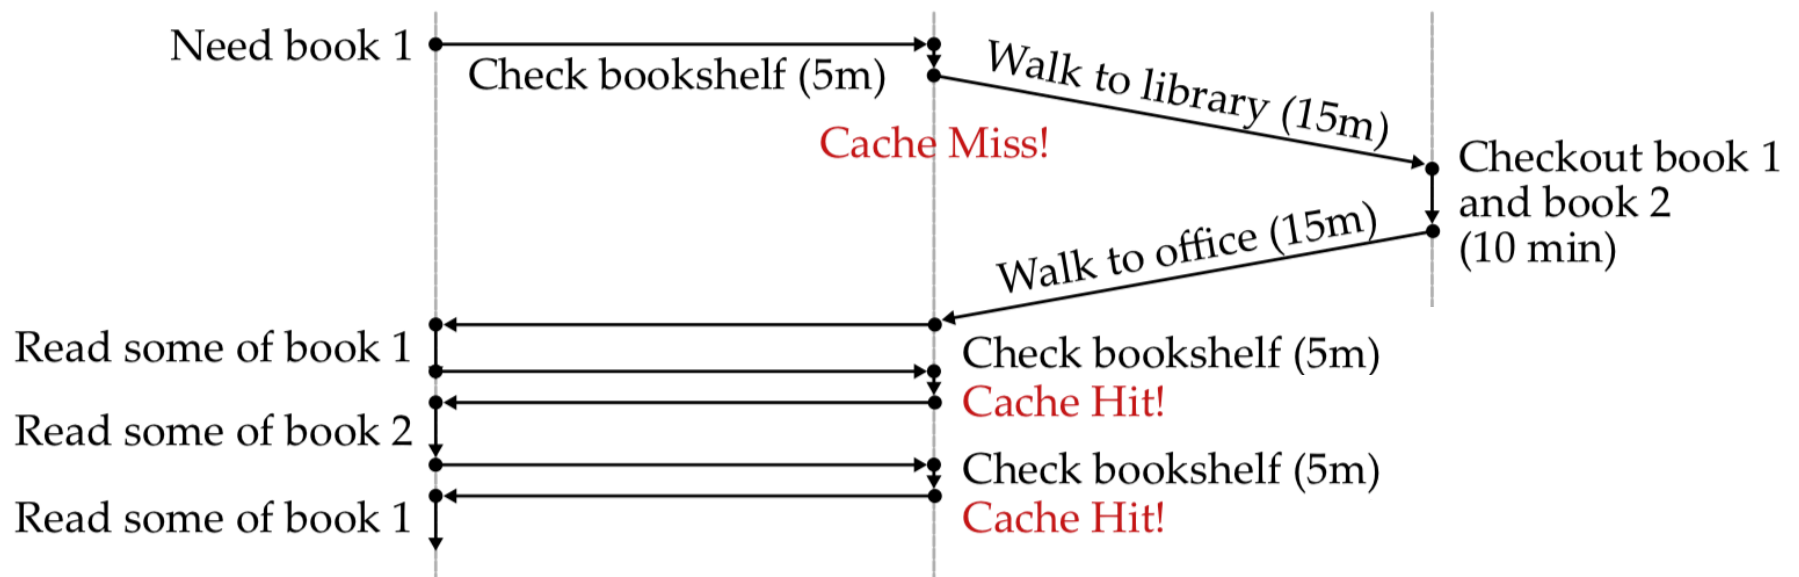 Need book 1
Check bookshelf (5m)
Walk to library (15m)
Cache Miss!
Checkout book 1
and book 2
(10 min)
Walk to office (15m)
Read some of book 1
Check bookshelf (5m)
Cache Hit!
Read some of book 2
Check bookshelf (5m)
Cache Hit!
Read some of book 1